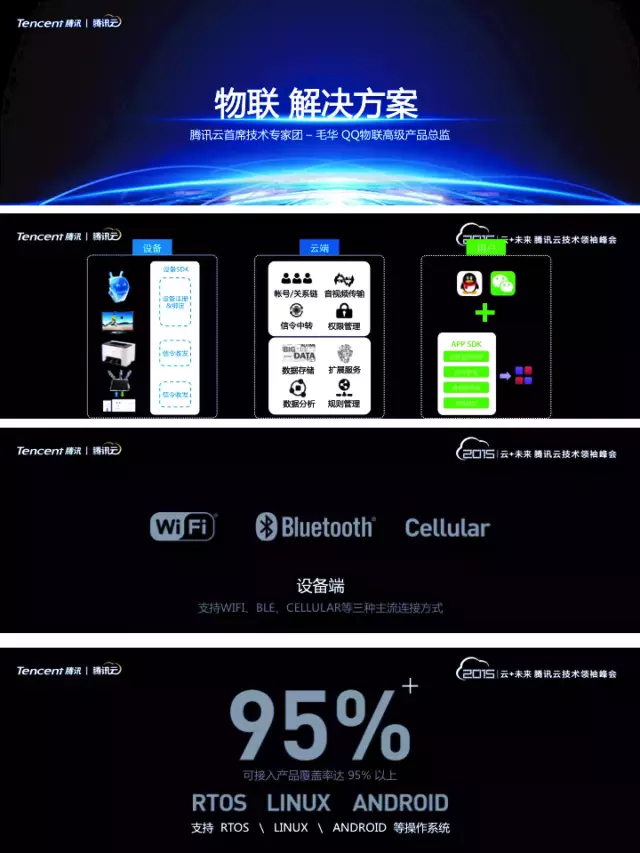 Tencent 腾讯 | 腾讯云
物联 解决方案
腾讯云首席技术专家团 – 毛华 QQ物联高级产品总监
Tencent 腾讯 | 腾讯云
2015 云+未来 腾讯云技术领袖峰会
设备
云端
用户
设备SDK
设备注册
&绑定
信令收发
信令收发
帐号/关系链
音视频传输
信令中转
权限管理
BIG DATA
数据存储
扩展服务
数据分析
规则管理
APP SDK
Tencent 腾讯 | 腾讯云
2015 云+未来 腾讯云技术领袖峰会
WiFi
Bluetooth
Cellular
设备端
支持WIFI、BLE、CELLULAR等三种主流连接方式
Tencent 腾讯 | 腾讯云
2015 云+未来 腾讯云技术领袖峰会
95%+
可接入产品覆盖率达 95% 以上
RTOS LINUX ANDROID
支持 RTOS \ LINUX \ ANDROID 等操作系统